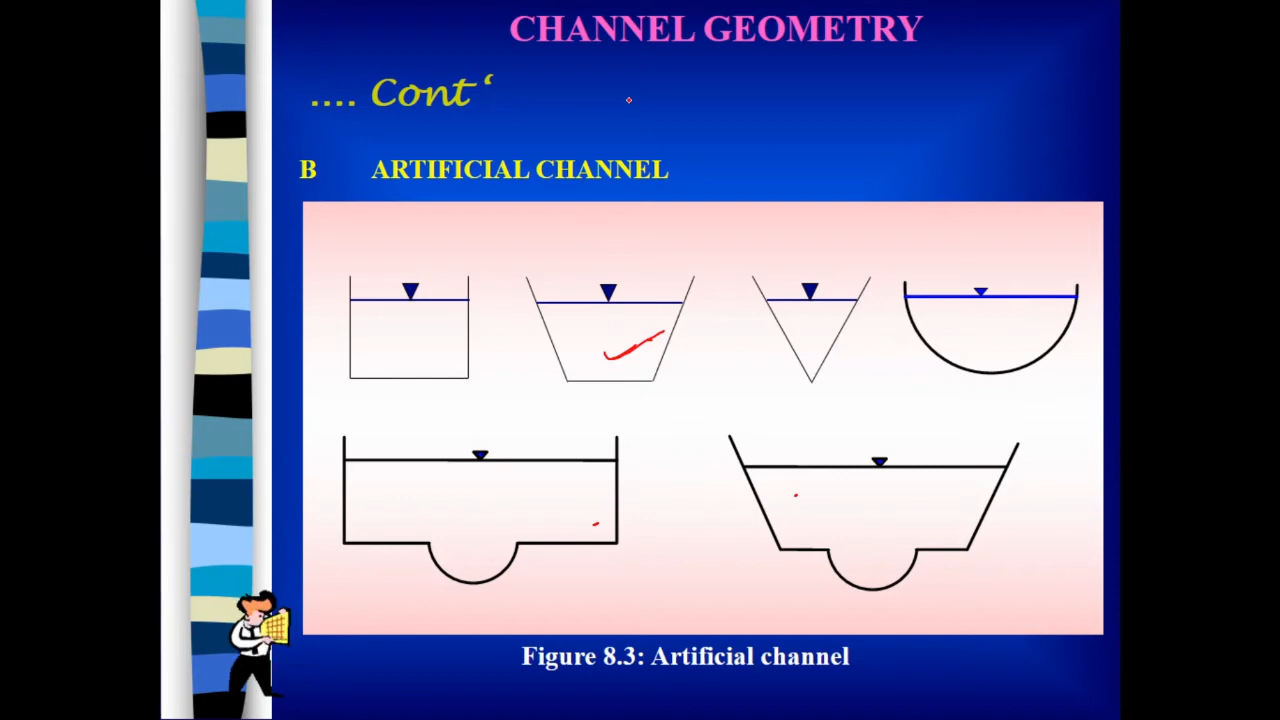 CHANNEL GEOMETRY
.... Cont ‘
B ARTIFICIAL CHANNEL
Figure 8.3: Artificial channel